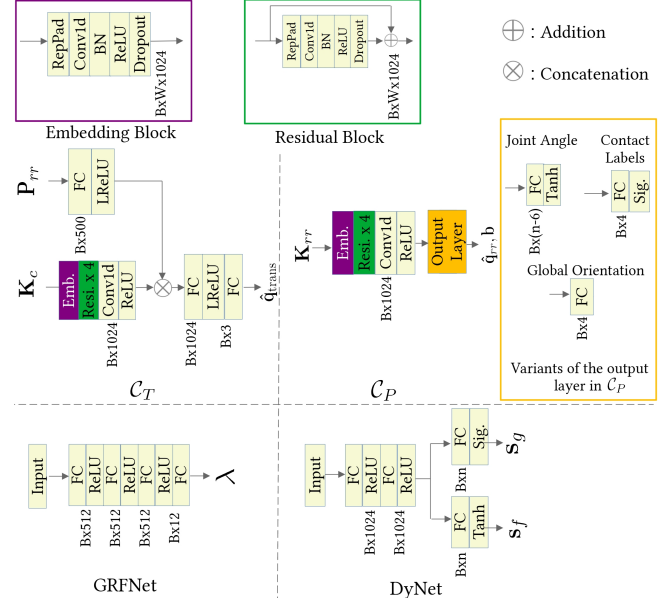 RepPad
Conv1d
BN
ReLU
Dropout
BxWx1024
Embedding Block
RepPad
Conv1d
BN
ReLU
Dropout
BxWx1024
Residual Block
⊕ : Addition
⊗ : Concatenation
P_rr
FC
LReLU
Bx500
K_c
Emb.
Resi. x 4
Conv1d
ReLU
Bx1024
FC
LReLU
FC
Bx1024
Bx3
q̂_trans
C_T
K_rr
Emb.
Resi. x 4
Conv1d
ReLU
Bx1024
Output
Layer
q̂_rr, b
C_P
Joint Angle
FC
Tanh
Bx(n-6)
Contact
Labels
FC
Sig.
Bx4
Global Orientation
FC
Bx4
Variants of the output
layer in C_P
Input
FC
ReLU
FC
ReLU
FC
ReLU
FC
Bx512
Bx512
Bx512
Bx12
λ
GRFNet
Input
FC
ReLU
FC
ReLU
Bx1024
Bx1024
FC
Sig.
Bxn
s_g
FC
Tanh
Bxn
s_f
DyNet